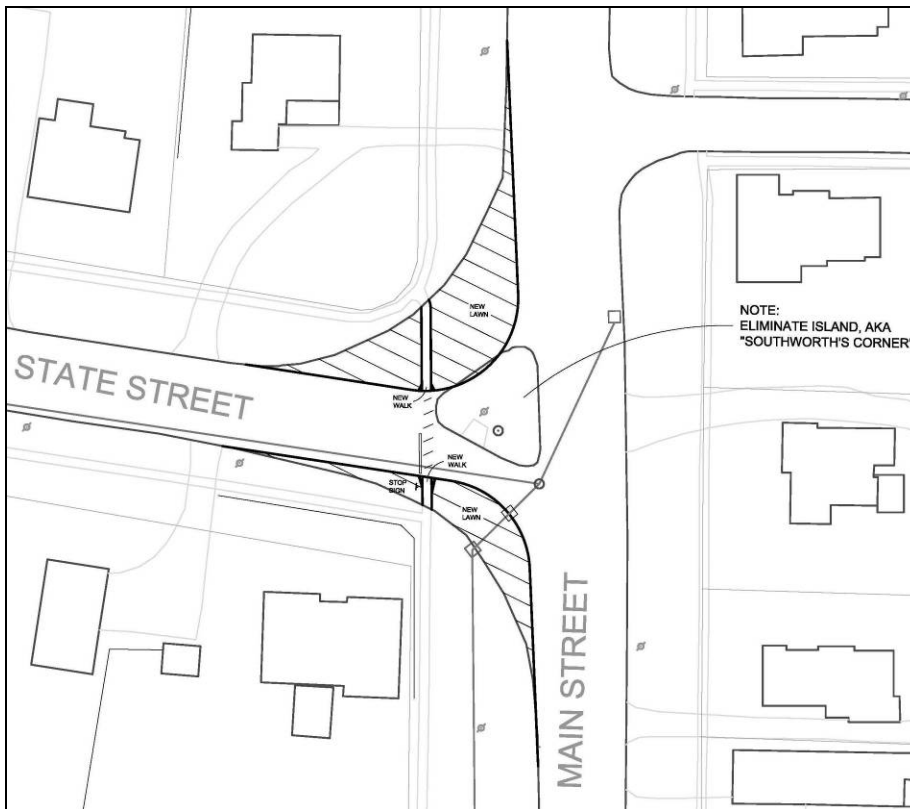 NOTE:
ELIMINATE ISLAND, AKA
"SOUTHWORTH'S CORNER"
NEW
LAWN
STATE STREET
NEW
WALK
NEW
WALK
STOP
SIGN
NEW
LAWN
MAIN STREET